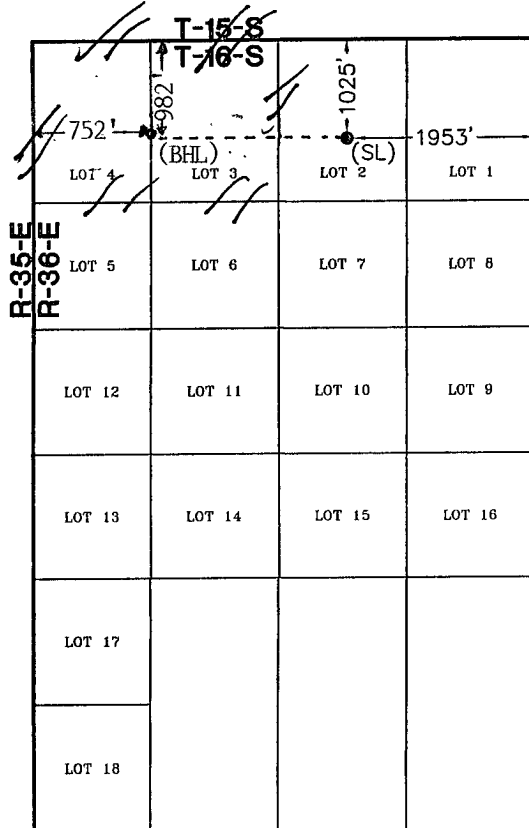 T-15-S
T-16-S
982'
1025'
752'
1953'
(BHL)
(SL)
LOT 4
LOT 3
LOT 2
LOT 1
R-35-E
R-36-E
LOT 5
LOT 6
LOT 7
LOT 8
LOT 12
LOT 11
LOT 10
LOT 9
LOT 13
LOT 14
LOT 15
LOT 16
LOT 17
LOT 18